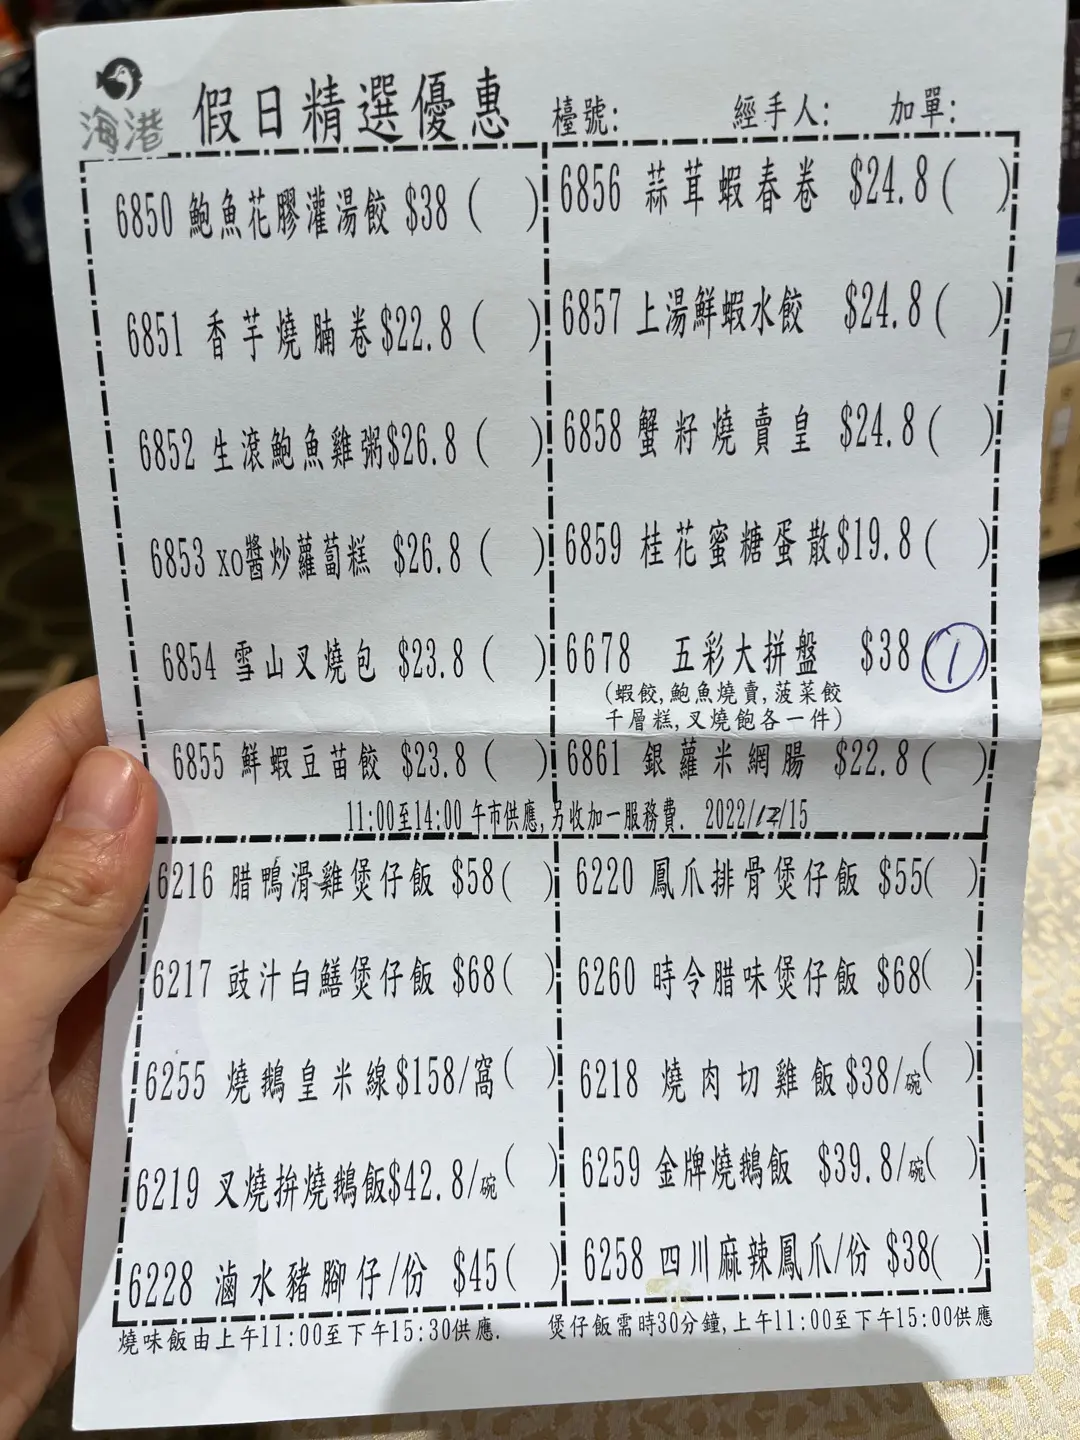 海港 假日精選優惠 檯號: 經手人: 加單:
6850 鮑魚花膠灌湯餃 $38 ( )
6851 香芋燒腩卷 $22.8 ( )
6852 生滾鮑魚雞粥 $26.8 ( )
6853 XO醬炒蘿蔔糕 $26.8 ( )
6854 雪山叉燒包 $23.8 ( )
6855 鮮蝦豆苗餃 $23.8 ( )
6856 蒜茸蝦春卷 $24.8 ( )
6857 上湯鮮蝦水餃 $24.8 ( )
6858 蟹籽燒賣皇 $24.8 ( )
6859 桂花蜜糖蛋散 $19.8 ( )
6678 五彩大拼盤 $38 (1)
(蝦餃,鮑魚燒賣,菠菜餃
千層糕,叉燒飽各一件)
6861 銀蘿米網腸 $22.8 ( )
11:00至14:00 午市供應,另收加一服務費. 2022/12/15
6216 腊鴨滑雞煲仔飯 $58( )
6217 豉汁白鱔煲仔飯 $68( )
6255 燒鵝皇米線 $158/窩( )
6219 叉燒拚燒鵝飯 $42.8/碗( )
6228 滷水豬腳仔/份 $45( )
6220 鳳爪排骨煲仔飯 $55( )
6260 時令腊味煲仔飯 $68( )
6218 燒肉切雞飯 $38/碗( )
6259 金牌燒鵝飯 $39.8/碗( )
6258 四川麻辣鳳爪/份 $38( )
燒味飯由上午11:00至下午15:30供應. 煲仔飯需時30分鐘,上午11:00至下午15:00供應